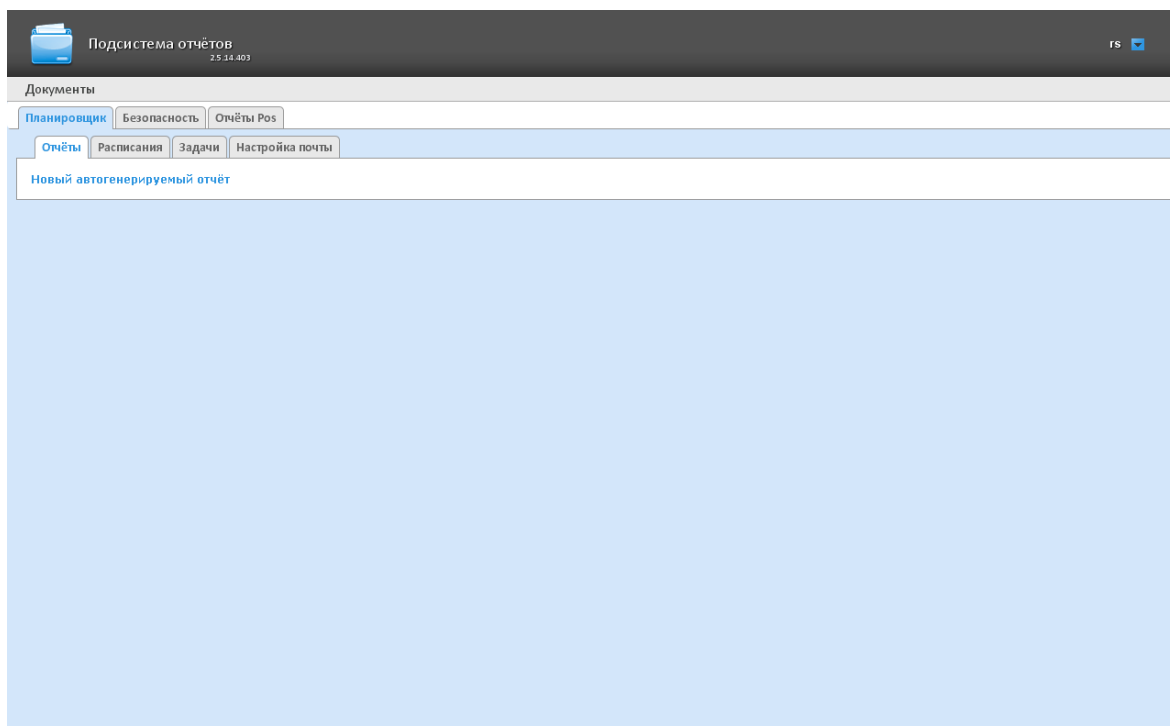 Подсистема отчётов
2.5.14.403
rs
Документы
Планировщик Безопасность Отчёты Pos
Отчёты Расписания Задачи Настройка почты
Новый автогенерируемый отчёт